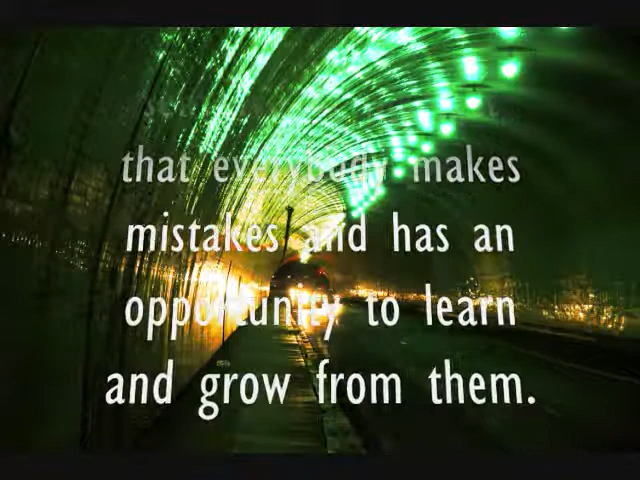 that everybody makes
mistakes and has an
opportunity to learn
and grow from them.